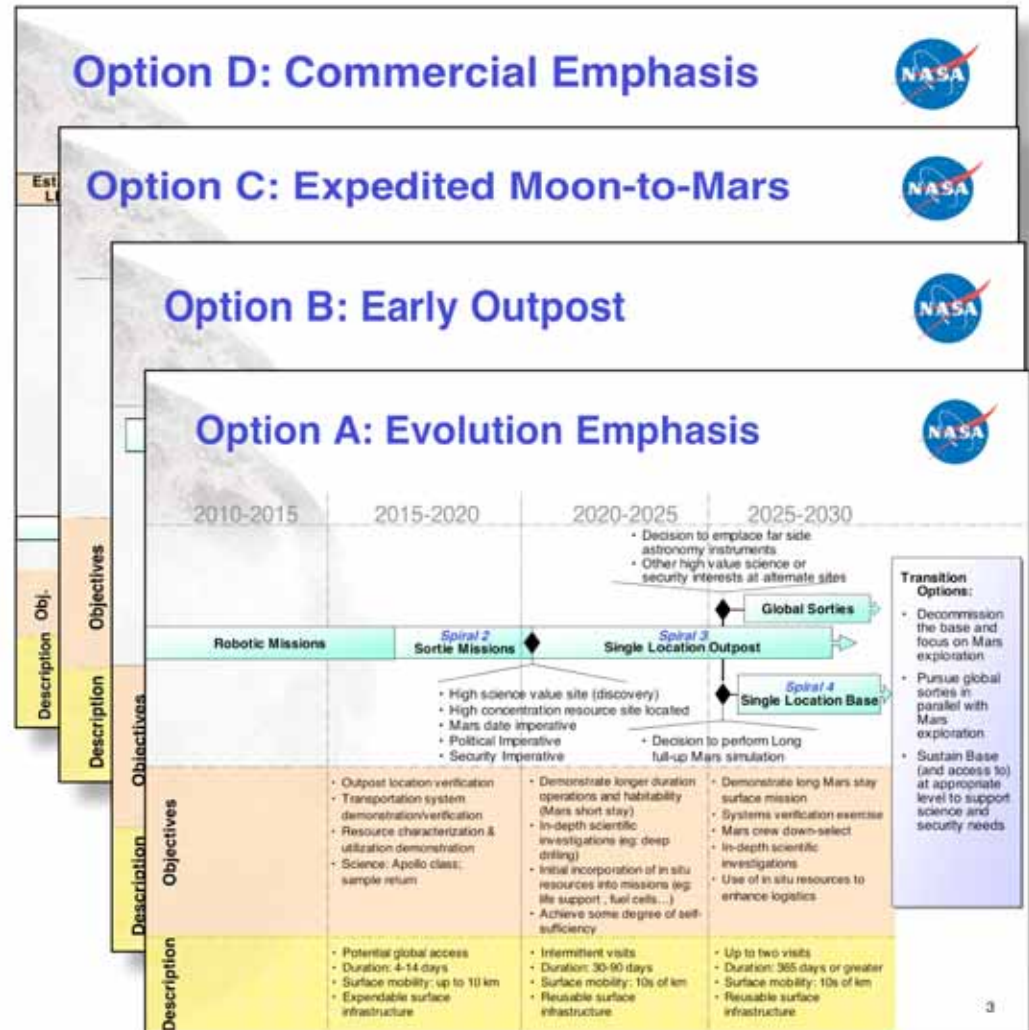 Option D: Commercial Emphasis
NASA
Option C: Expedited Moon-to-Mars
NASA
Option B: Early Outpost
NASA
Option A: Evolution Emphasis
NASA
2010-2015
2015-2020
2020-2025
2025-2030
• Decision to emplace far side
astronomy instruments
• Other high value science or
security interests at alternate sites
Global Sorties
Robotic Missions
Spiral 2
Sortie Missions
Spiral 3
Single Location Outpost
Spiral 4
Single Location Base
• High science value site (discovery)
• High concentration resource site located
• Mars date imperative
• Political Imperative
• Security Imperative
• Decision to perform Long
full-up Mars simulation
Transition
Options:
• Decommission
the base and
focus on Mars
exploration
• Pursue global
sorties in
parallel with
Mars
exploration
• Sustain Base
(and access to)
at appropriate
level to support
science and
security needs
Objectives
• Outpost location verification
• Transportation system
demonstration/verification
• Resource characterization &
utilization demonstration
• Science: Apollo class;
sample return
• Demonstrate longer duration
operations and habitability
(Mars short stay)
• In-depth scientific
investigations (eg: deep
drilling)
• Initial incorporation of in situ
resources into missions (eg:
life support , fuel cells…)
• Achieve some degree of self-
sufficiency
• Demonstrate long Mars stay
surface mission
• Systems verification exercise
• Mars crew down-select
• In-depth scientific
investigations
• Use of in situ resources to
enhance logistics
Description
• Potential global access
• Duration: 4-14 days
• Surface mobility: up to 10 km
• Expendable surface
infrastructure
• Intermittent visits
• Duration: 30-90 days
• Surface mobility: 10s of km
• Reusable surface
infrastructure
• Up to two visits
• Duration: 365 days or greater
• Surface mobility: 10s of km
• Reusable surface
infrastructure
Obj.
Description
Objectives
Description
Objectives
Description
3